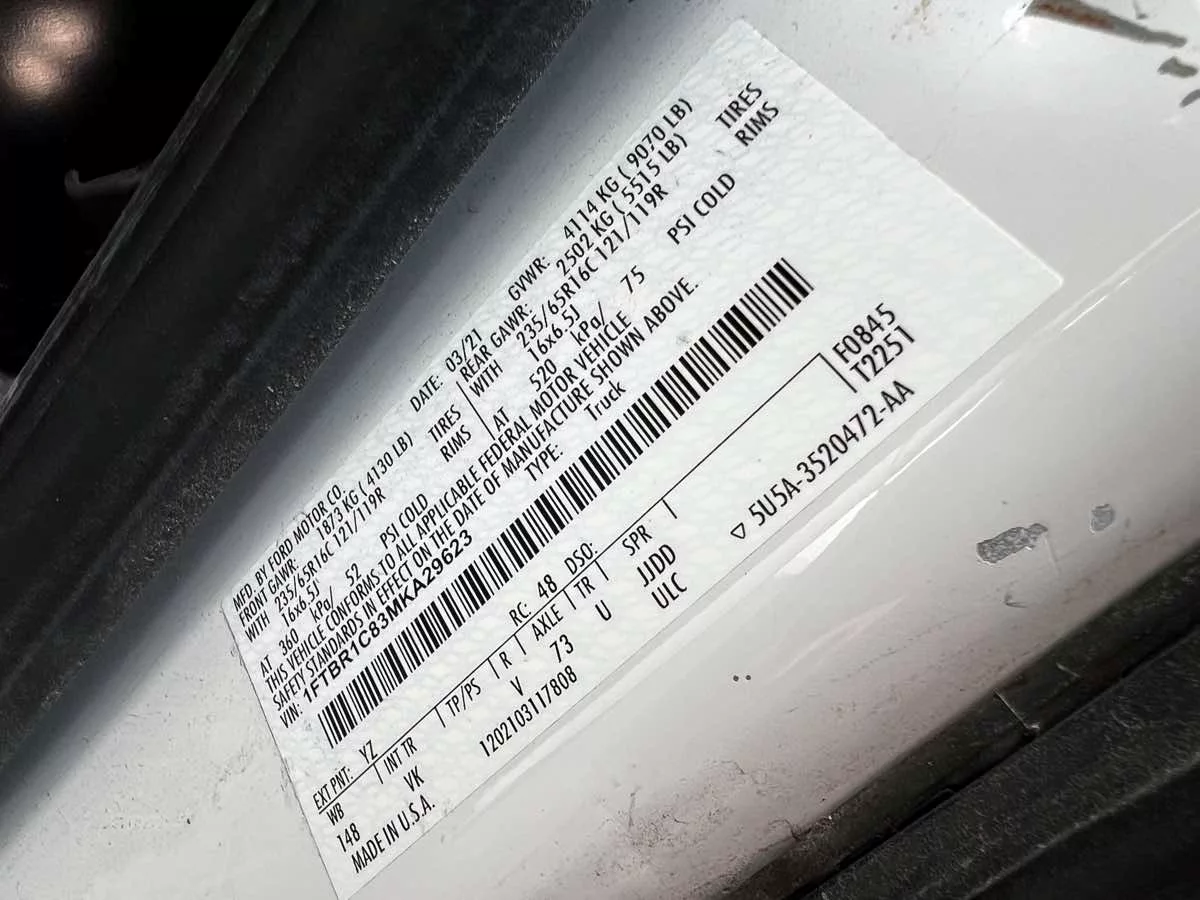 MFD. BY FORD MOTOR CO. DATE: 03/21 GVWR: 4114 KG ( 9070 LB)
FRONT GAWR: 1873 KG ( 4130 LB) REAR GAWR: 2502 KG ( 5515 LB)
WITH 235/65R16C 121/119R TIRES WITH 235/65R16C 121/119R TIRES
16x6.5J RIMS 16x6.5J RIMS
AT 360 kPa/ 52 PSI COLD AT 520 kPa/ 75 PSI COLD
THIS VEHICLE CONFORMS TO ALL APPLICABLE FEDERAL MOTOR VEHICLE
SAFETY STANDARDS IN EFFECT ON THE DATE OF MANUFACTURE SHOWN ABOVE.
VIN: 1FTBR1C83MKA29623 TYPE: Truck
EXT PNT: YZ RC: 48 DSO: F0845
WB INT TR TP/PS R AXLE TR SPR T2251
148 VK V 73 U JJDD
ULC
MADE IN U.S.A. 1202103117808 ▽ 5U5A-3520472-AA